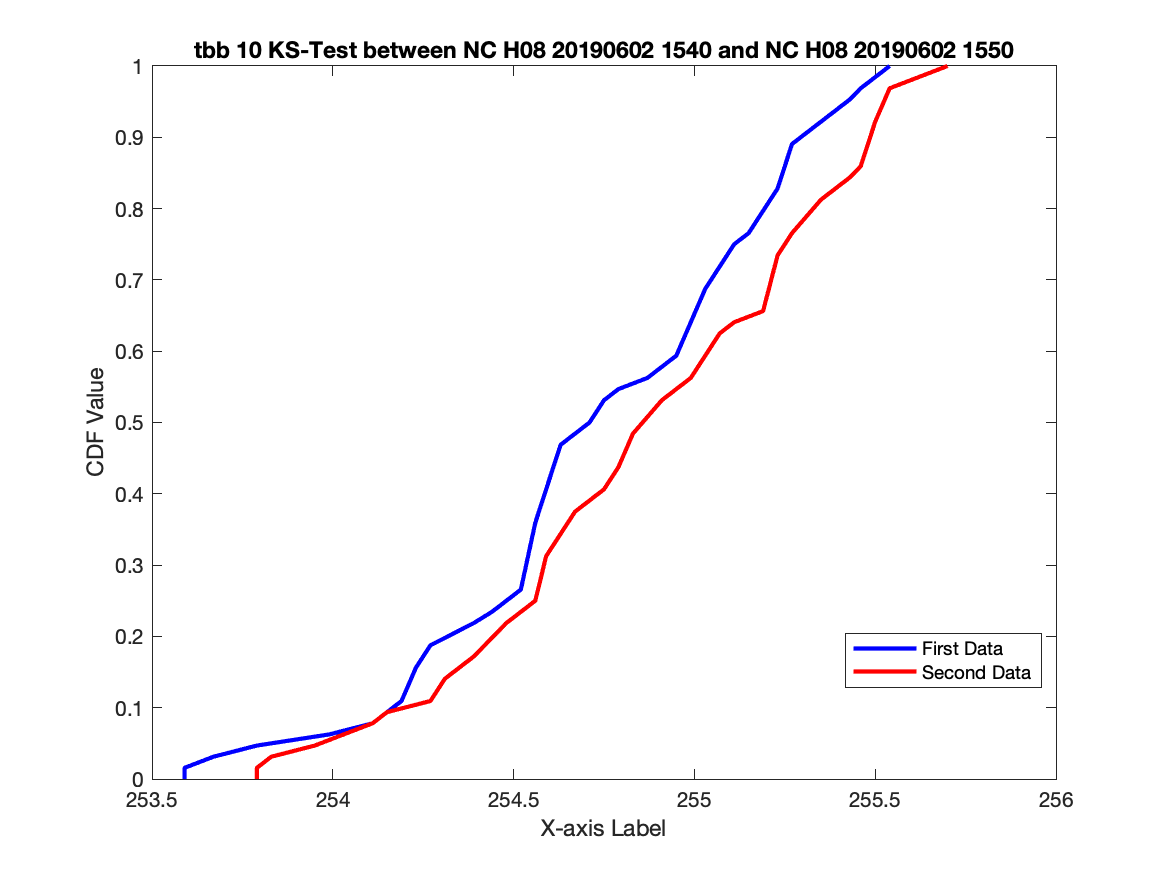 tbb 10 KS-Test between NC H08 20190602 1540 and NC H08 20190602 1550
1
0.9
0.8
0.7
0.6
0.5
0.4
0.3
0.2
0.1
0
CDF Value
First Data
Second Data
253.5 254 254.5 255 255.5 256
X-axis Label